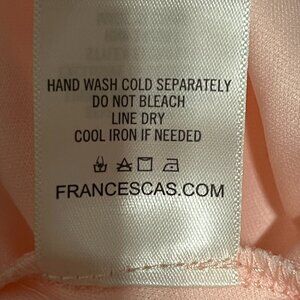 HAND WASH COLD SEPARATELY
DO NOT BLEACH
LINE DRY
COOL IRON IF NEEDED
FRANCESCAS.COM